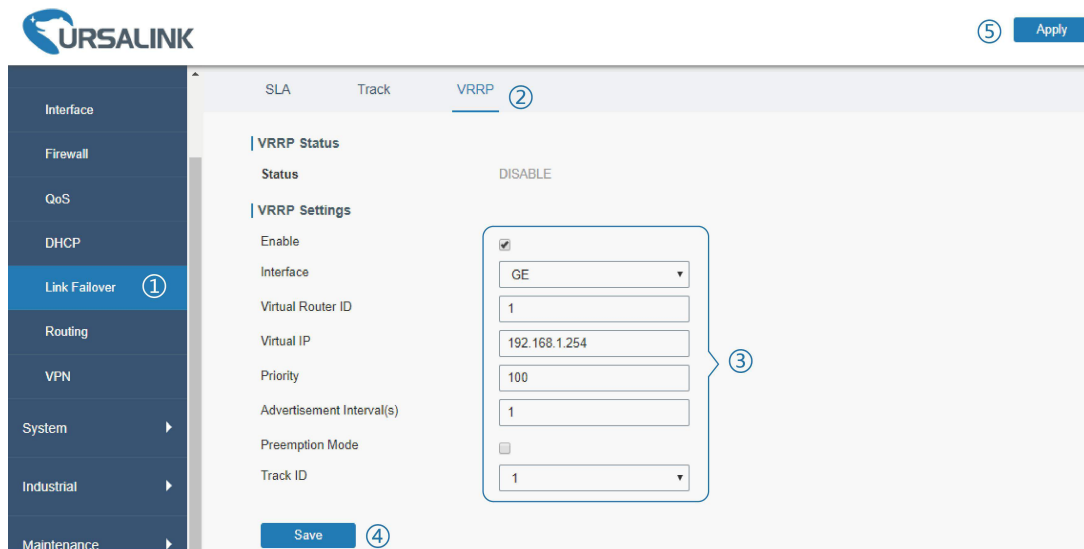 URSALINK
⑤ Apply
SLA Track VRRP ②
Interface
Firewall
QoS
DHCP
Link Failover ①
Routing
VPN
System
Industrial
Maintenance
VRRP Status
Status DISABLE
VRRP Settings
Enable
Interface GE
Virtual Router ID 1
Virtual IP 192.168.1.254
Priority 100
Advertisement Interval(s) 1
Preemption Mode
Track ID 1
③
Save ④